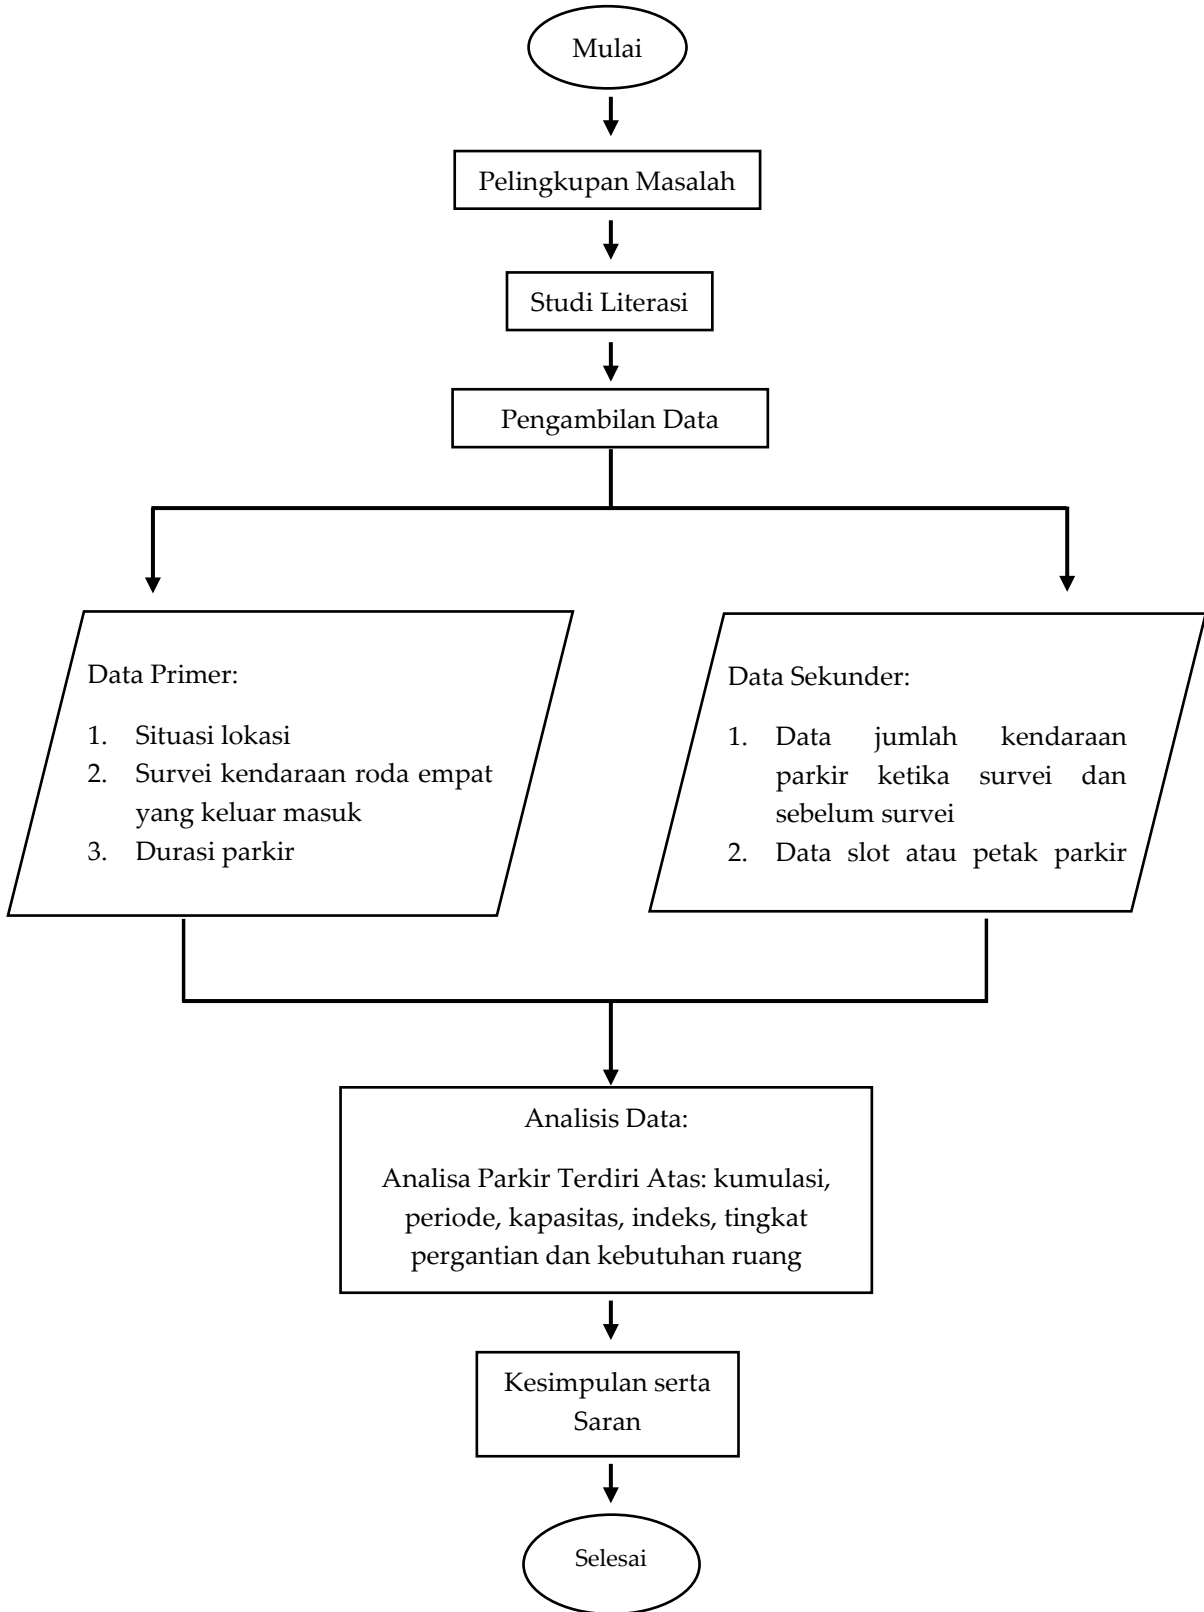 Mulai
Pelingkupan Masalah
Studi Literasi
Pengambilan Data
Data Primer:
1. Situasi lokasi
2. Survei kendaraan roda empat
yang keluar masuk
3. Durasi parkir
Data Sekunder:
1. Data jumlah kendaraan
parkir ketika survei dan
sebelum survei
2. Data slot atau petak parkir
Analisis Data:
Analisa Parkir Terdiri Atas: kumulasi,
periode, kapasitas, indeks, tingkat
pergantian dan kebutuhan ruang
Kesimpulan serta
Saran
Selesai